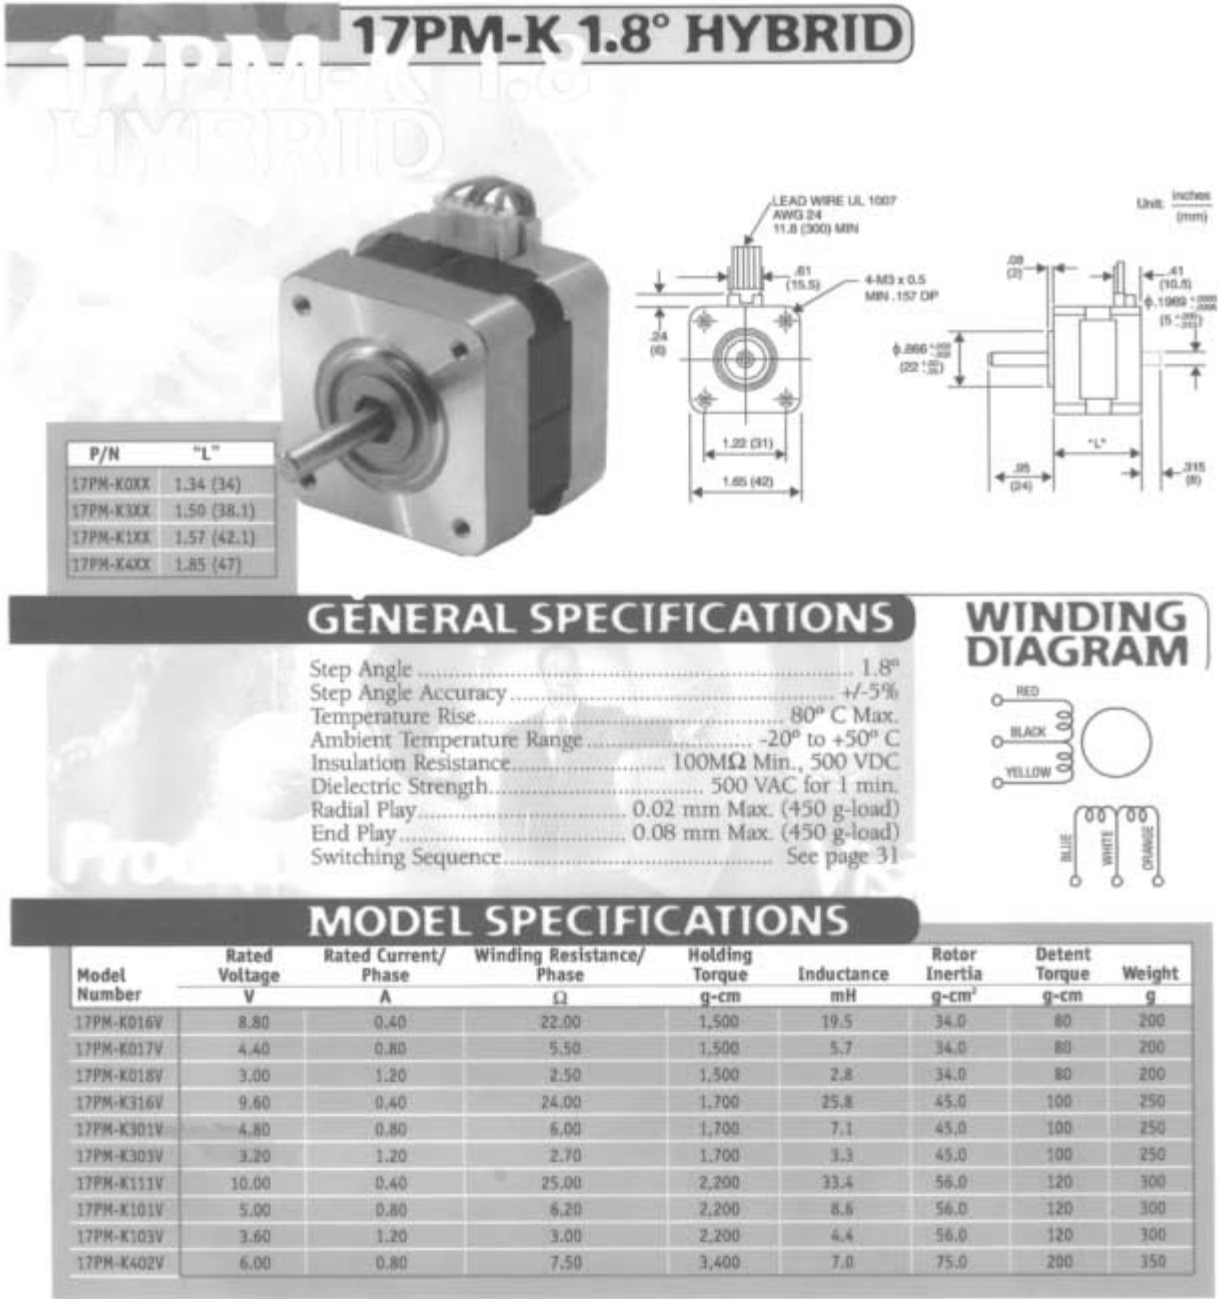 17PM-K 1.8° HYBRID
17PM-K 1.8
HYBRID
LEAD WIRE UL 1007
AWG 24
11.8 (300) MIN
Unit: inches
(mm)
.61
(15.5)
4-M3 x 0.5
MIN .157 DP
.24
(6)
1.22 (31)
1.65 (42)
.08
(2)
.41
(10.5)
ϕ.1969
(5
ϕ.866
(22
"L"
.95
(24)
.315
(8)
P/N "L"
17PM-K0XX 1.34 (34)
17PM-K3XX 1.50 (38.1)
17PM-K1XX 1.57 (42.1)
17PM-K4XX 1.85 (47)
GENERAL SPECIFICATIONS
Step Angle ........ 1.8º
Step Angle Accuracy ........ +/-5%
Temperature Rise........ 80º C Max.
Ambient Temperature Range ........ -20º to +50º C
Insulation Resistance........ 100MΩ Min., 500 VDC
Dielectric Strength........ 500 VAC for 1 min.
Radial Play........ 0.02 mm Max. (450 g-load)
End Play........ 0.08 mm Max. (450 g-load)
Switching Sequence........ See page 31
WINDING
DIAGRAM
RED
BLACK
YELLOW
BLUE
WHITE
ORANGE
MODEL SPECIFICATIONS
Model Number Rated Voltage Rated Current/ Phase Winding Resistance/ Phase Holding Torque Inductance Rotor Inertia Detent Torque Weight
V A Ω g-cm mH g-cm² g-cm g
17PM-K016V 8.80 0.40 22.00 1,500 19.5 34.0 80 200
17PM-K017V 4.40 0.80 5.50 1,500 5.7 34.0 80 200
17PM-K018V 3.00 1.20 2.50 1,500 2.8 34.0 80 200
17PM-K316V 9.60 0.40 24.00 1,700 25.8 45.0 100 250
17PM-K301V 4.80 0.80 6.00 1,700 7.1 45.0 100 250
17PM-K303V 3.20 1.20 2.70 1,700 3.3 45.0 100 250
17PM-K111V 10.00 0.40 25.00 2,200 33.4 56.0 120 300
17PM-K101V 5.00 0.80 6.20 2,200 8.6 56.0 120 300
17PM-K103V 3.60 1.20 3.00 2,200 4.4 56.0 120 300
17PM-K402V 6.00 0.80 7.50 3,400 7.0 75.0 200 350